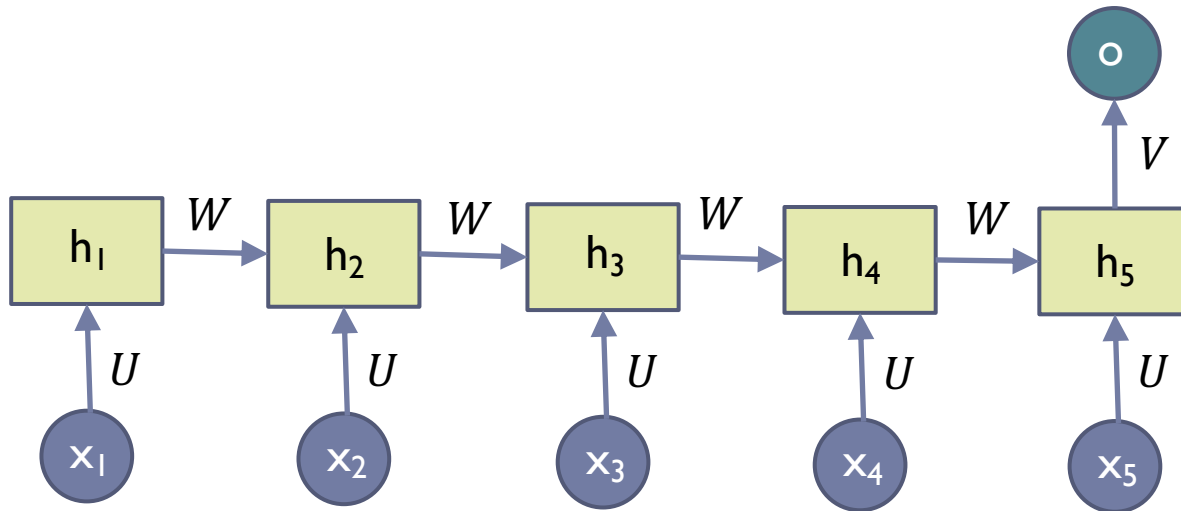 o
V
W W W W
h₁ h₂ h₃ h₄ h₅
U U U U U
x₁ x₂ x₃ x₄ x₅